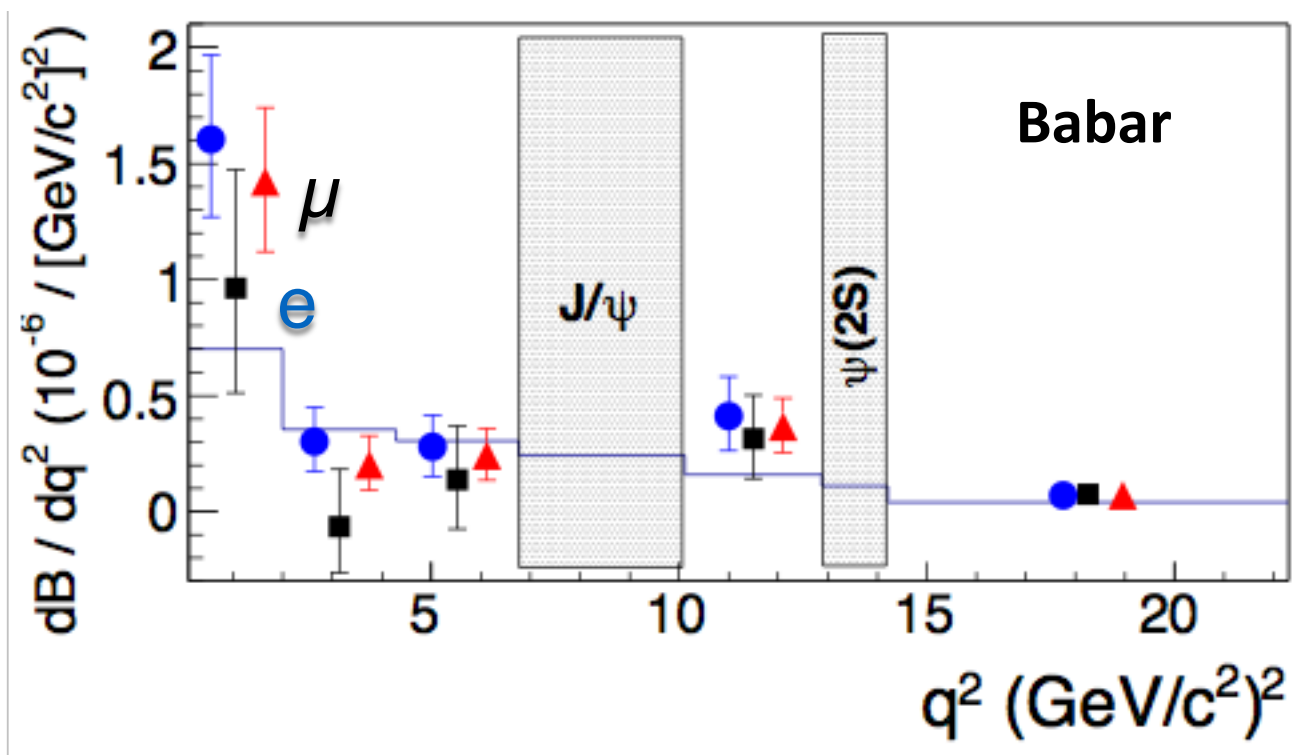 dB / dq² (10⁻⁶ / [GeV/c²]²)
2
1.5
1
0.5
0
Babar
μ
e
J/ψ
ψ(2S)
5 10 15 20
q² (GeV/c²)²